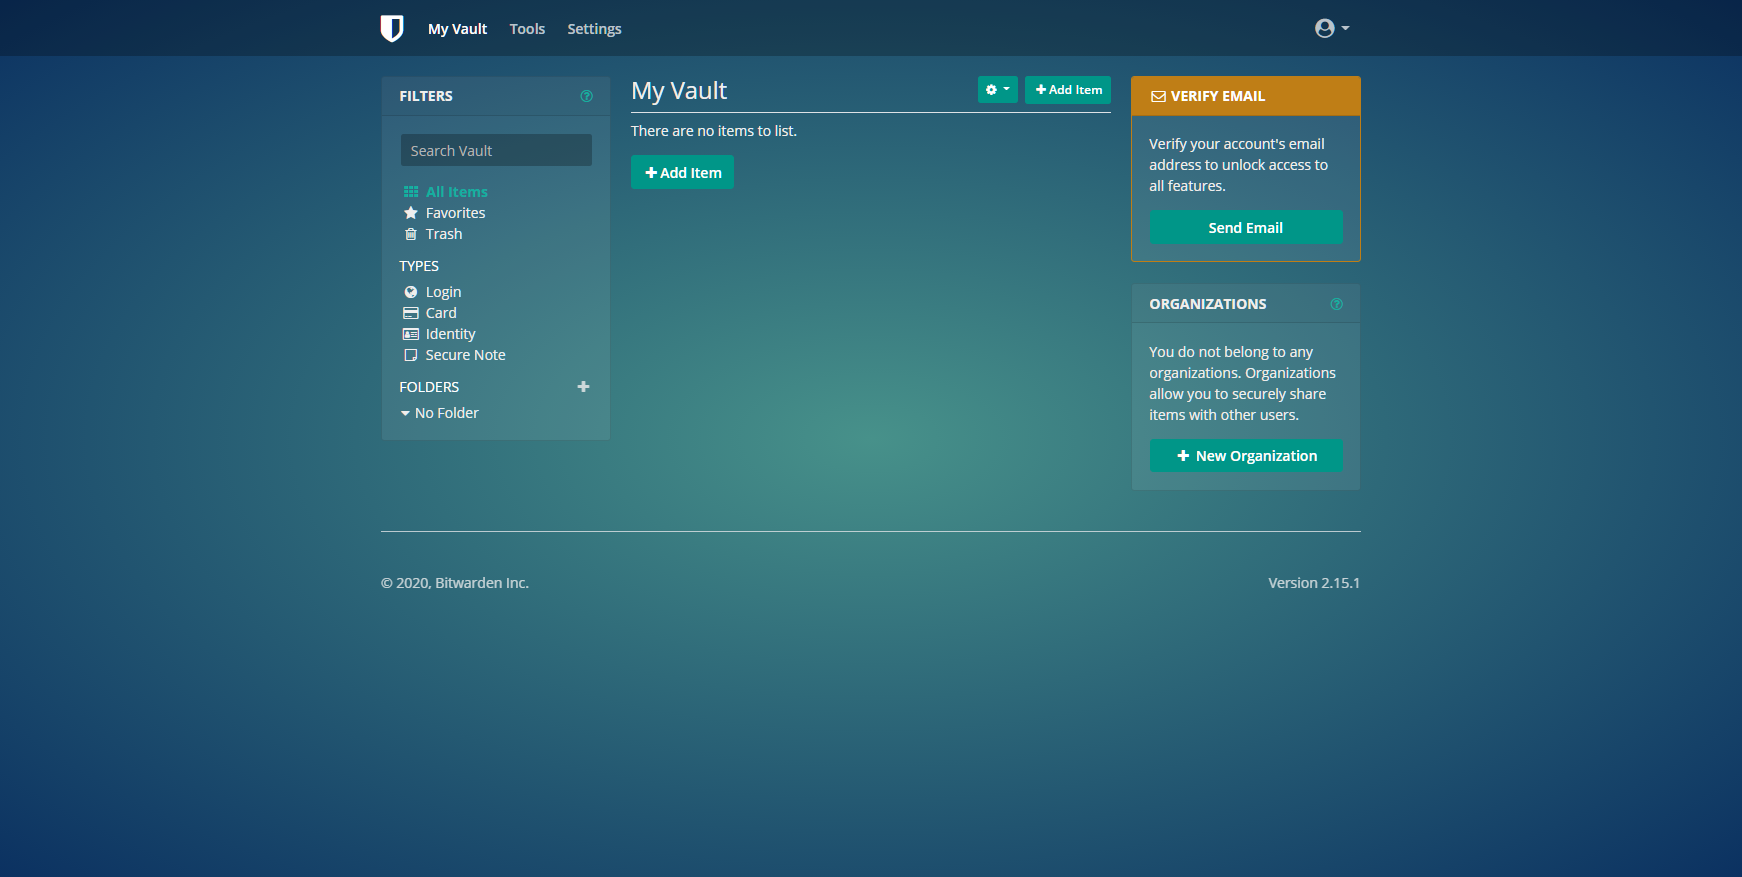 My Vault Tools Settings
FILTERS
Search Vault
All Items
Favorites
Trash
TYPES
Login
Card
Identity
Secure Note
FOLDERS
No Folder
My Vault
Add Item
There are no items to list.
Add Item
VERIFY EMAIL
Verify your account's email
address to unlock access to
all features.
Send Email
ORGANIZATIONS
You do not belong to any
organizations. Organizations
allow you to securely share
items with other users.
New Organization
© 2020, Bitwarden Inc.
Version 2.15.1